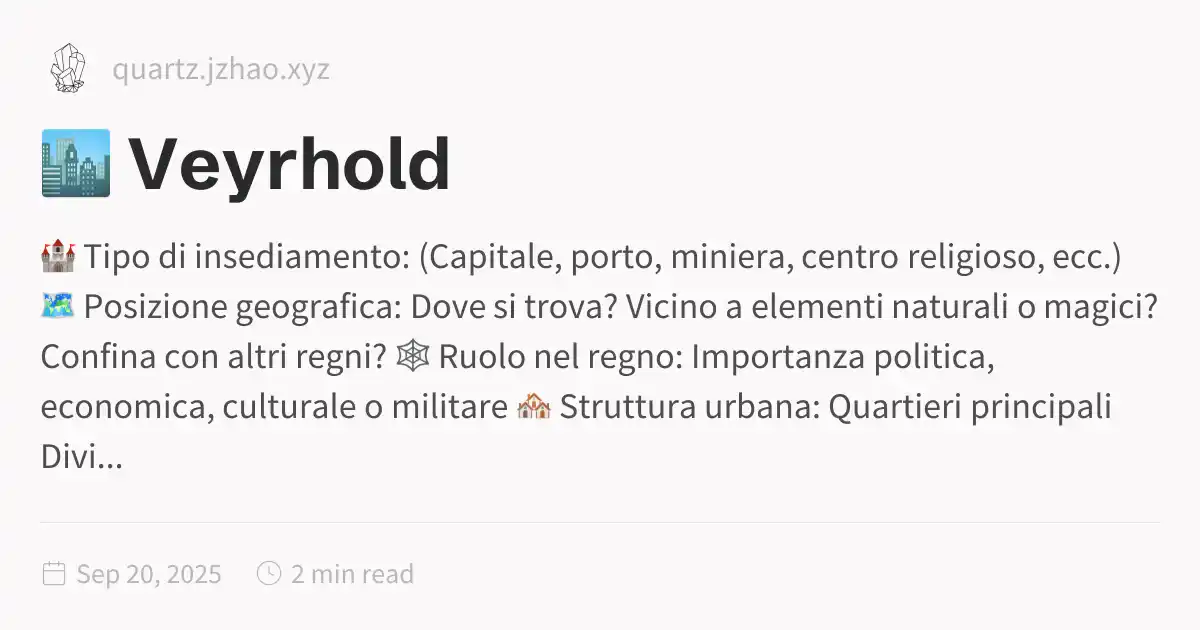 quartz.jzhao.xyz
🏙️ Veyrhold
🏰 Tipo di insediamento: (Capitale, porto, miniera, centro religioso, ecc.)
🗺️ Posizione geografica: Dove si trova? Vicino a elementi naturali o magici?
Confina con altri regni? 🕸️ Ruolo nel regno: Importanza politica,
economica, culturale o militare 🏘️ Struttura urbana: Quartieri principali
Divi...
Sep 20, 2025 2 min read